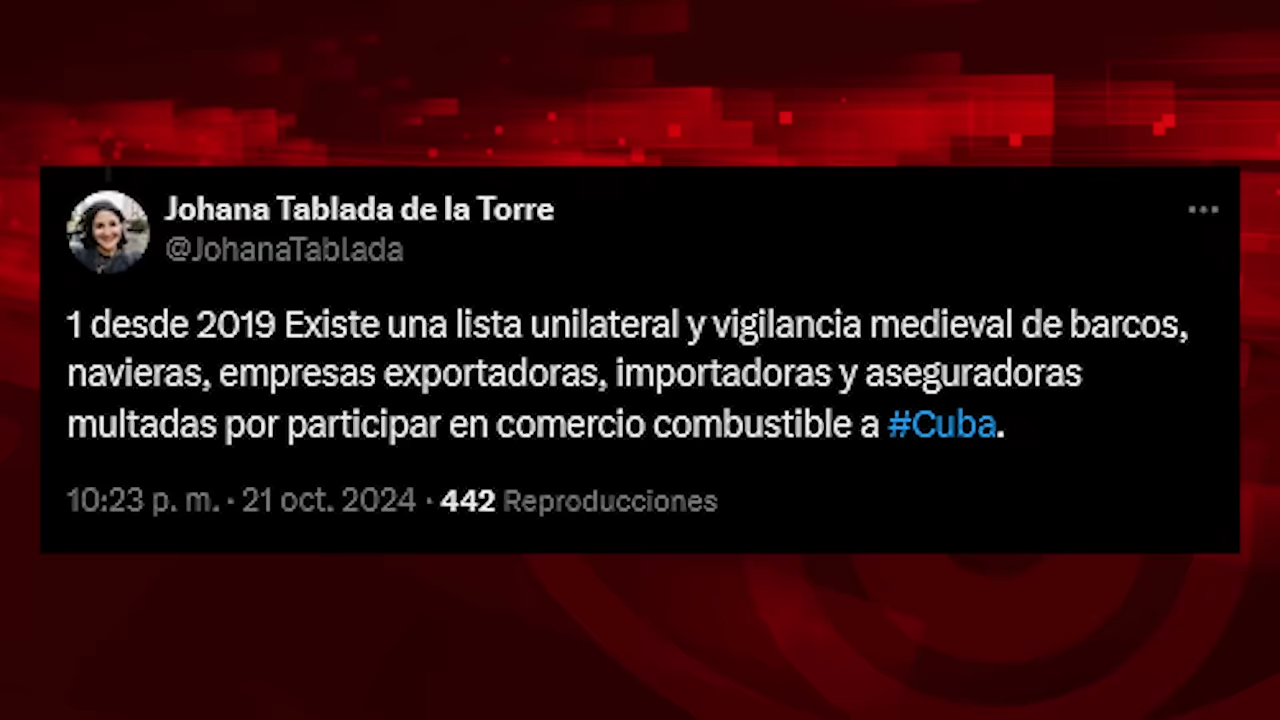 Johana Tablada de la Torre
@JohanaTablada
1 desde 2019 Existe una lista unilateral y vigilancia medieval de barcos,
navieras, empresas exportadoras, importadoras y aseguradoras
multadas por participar en comercio combustible a #Cuba.
10:23 p. m. · 21 oct. 2024 · 442 Reproducciones